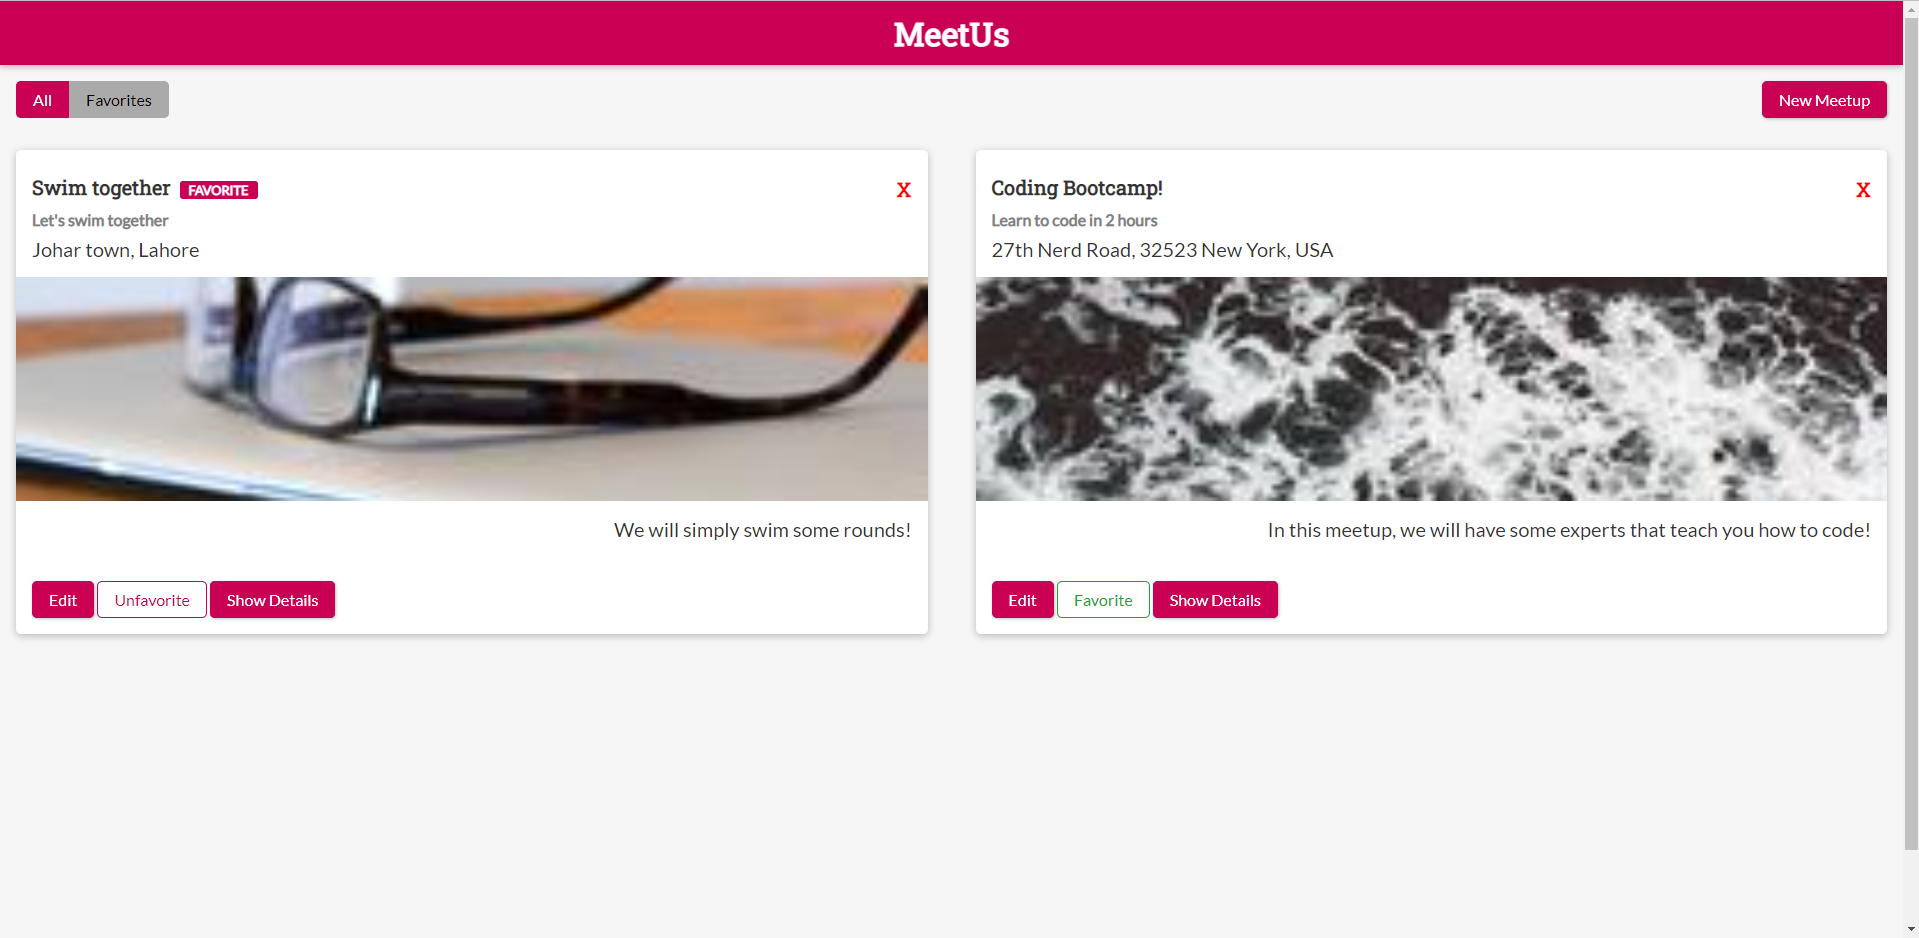 MeetUs
All Favorites New Meetup
Swim together FAVORITE X
Let's swim together
Johar town, Lahore
We will simply swim some rounds!
Edit Unfavorite Show Details
Coding Bootcamp! X
Learn to code in 2 hours
27th Nerd Road, 32523 New York, USA
In this meetup, we will have some experts that teach you how to code!
Edit Favorite Show Details